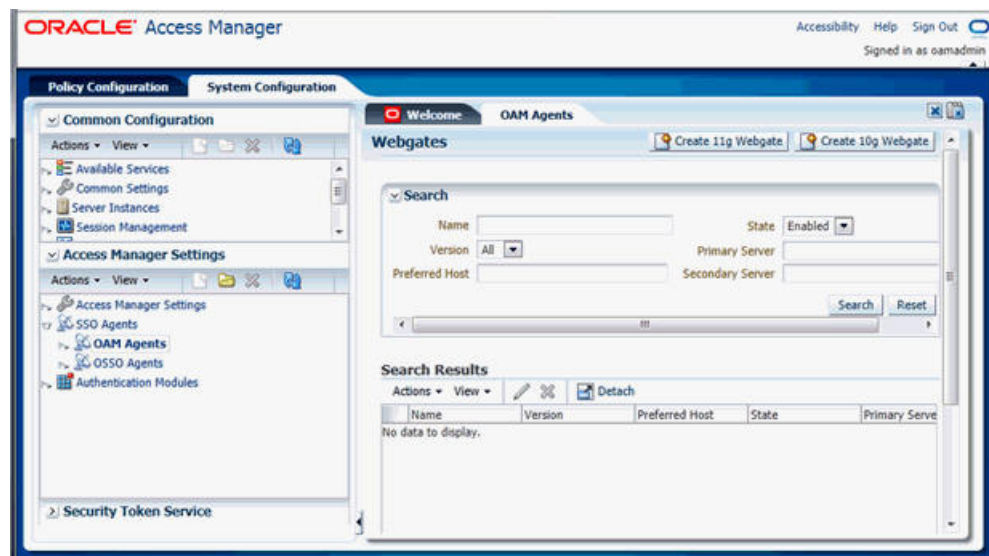 ORACLE Access Manager
Accessibility Help Sign Out
Signed in as oamadmin
Policy Configuration System Configuration
Common Configuration
Actions View
Available Services
Common Settings
Server Instances
Session Management
Access Manager Settings
Actions View
Access Manager Settings
SSO Agents
OAM Agents
OSSO Agents
Authentication Modules
Security Token Service
Welcome OAM Agents
Webgates Create 11g Webgate Create 10g Webgate
Search
Name State Enabled
Version All Primary Server
Preferred Host Secondary Server
Search Reset
Search Results
Actions View Detach
Name Version Preferred Host State Primary Serve
No data to display.